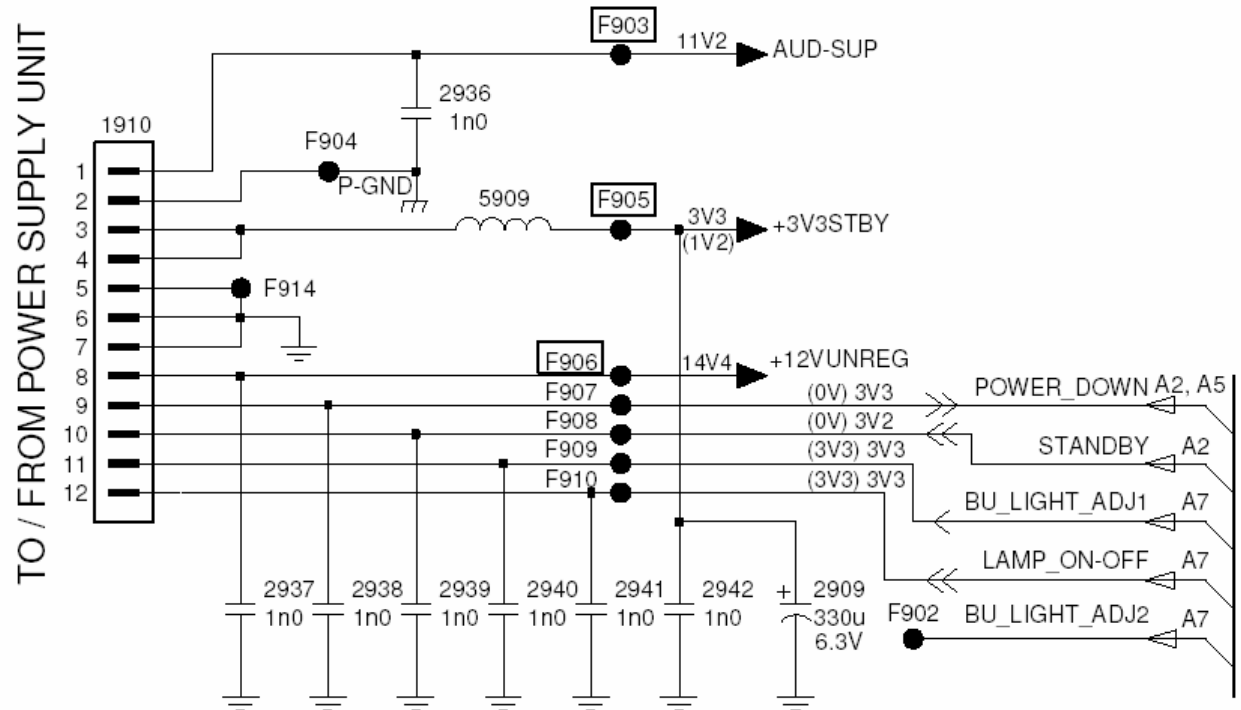 TO / FROM POWER SUPPLY UNIT
1910
1
2
3
4
5
6
7
8
9
10
11
12
F903
11V2
AUD-SUP
2936
1n0
F904
P-GND
5909
F905
3V3
(1V2)
+3V3STBY
F914
F906
14V4
+12VUNREG
F907
(0V) 3V3
POWER_DOWN A2, A5
F908
(0V) 3V2
STANDBY A2
F909
(3V3) 3V3
F910
(3V3) 3V3
BU_LIGHT_ADJ1 A7
LAMP_ON-OFF A7
F902
BU_LIGHT_ADJ2 A7
2937
1n0
2938
1n0
2939
1n0
2940
1n0
2941
1n0
2942
1n0
+
2909
330u
6.3V